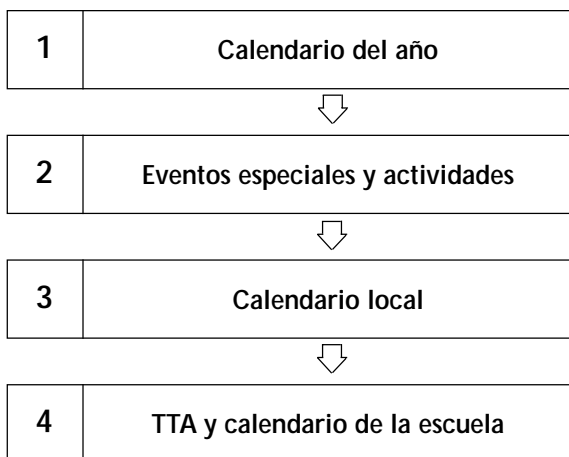 1 Calendario del año
2 Eventos especiales y actividades
3 Calendario local
4 TTA y calendario de la escuela